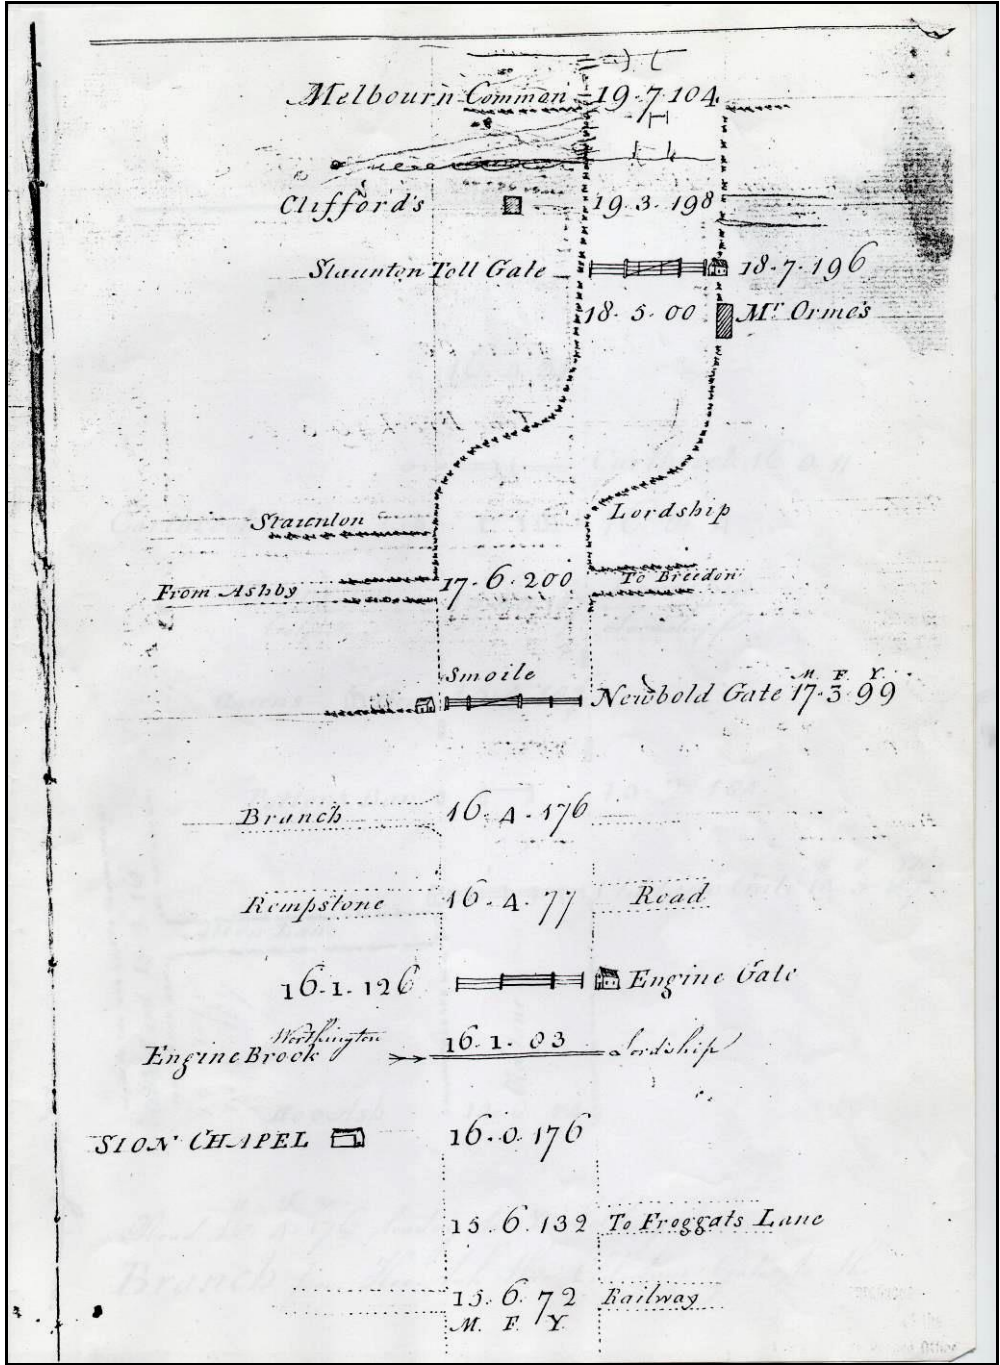 Melbourn Common 19.7.104
Clifford's 19.3.198
Staunton Toll Gate 18.7.196
18.5.00 Mr Orme's
Lordship
Staunton
From Ashby 17.6.200 To Breedon
Smoile M. F. Y.
Newbold Gate 17.3.99
Branch 16.4.176
Rempstone 16.4.77 Road
16.1.126 Engine Gate
Worthington 16.1.03
Engine Brook Lordship
SION CHAPEL 16.0.176
15.6.132 To Froggats Lane
15.6.72 Railway
M. F. Y.